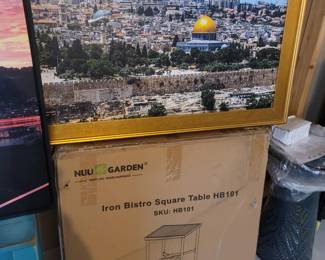 NUU GARDEN®
Iron Bistro Square Table HB101
SKU: HB101